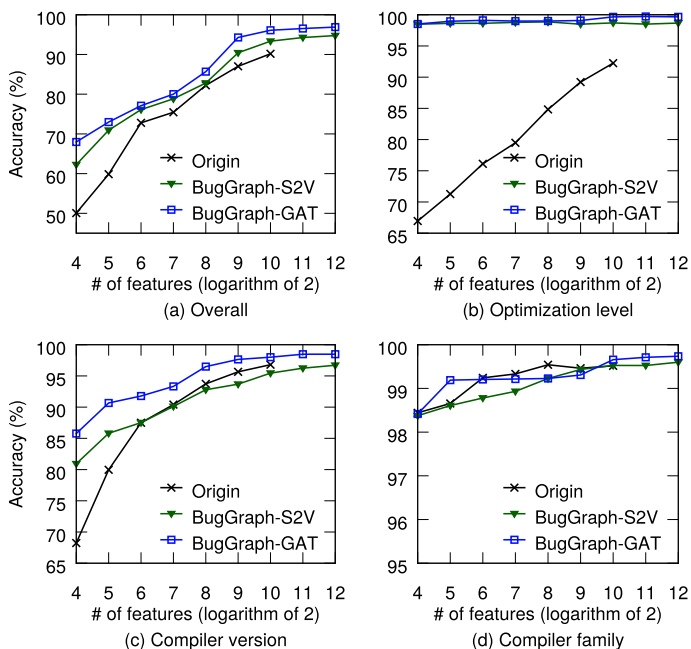 100
90
80
70
60
50
Accuracy (%)
Origin
BugGraph-S2V
BugGraph-GAT
4 5 6 7 8 9 10 11 12
# of features (logarithm of 2)
(a) Overall
100
95
90
85
80
75
70
65
Origin
BugGraph-S2V
BugGraph-GAT
4 5 6 7 8 9 10 11 12
# of features (logarithm of 2)
(b) Optimization level
100
95
90
85
80
75
70
65
Accuracy (%)
Origin
BugGraph-S2V
BugGraph-GAT
4 5 6 7 8 9 10 11 12
# of features (logarithm of 2)
(c) Compiler version
100
99
98
97
96
95
Origin
BugGraph-S2V
BugGraph-GAT
4 5 6 7 8 9 10 11 12
# of features (logarithm of 2)
(d) Compiler family